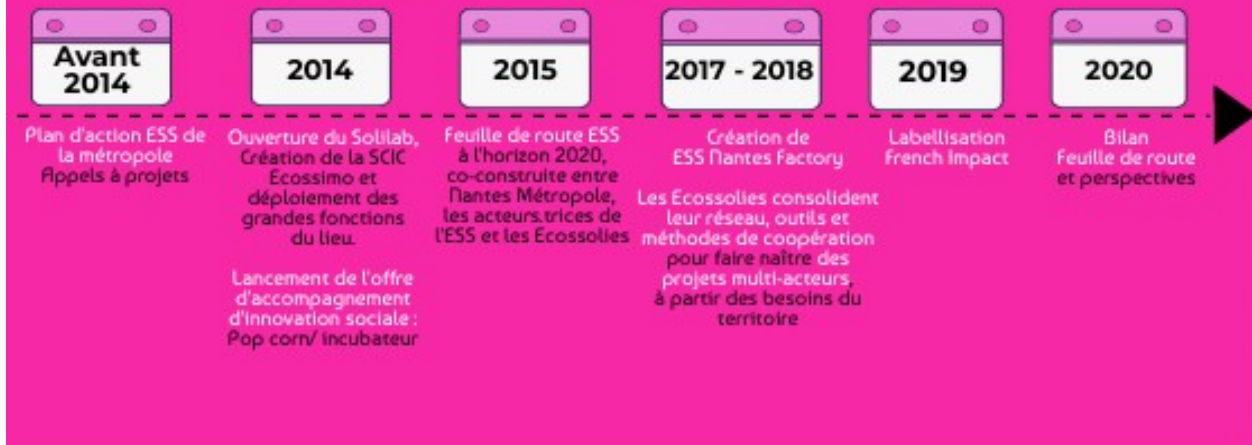 Avant
2014
Plan d'action ESS de
la métropole
Appels à projets
2014
Ouverture du Solilab,
Création de la SCIC
Ecossimo et
déploiement des
grandes fonctions
du lieu.
Lancement de l'offre
d'accompagnement
d'innovation sociale :
Pop corn/ incubateur
2015
Feuille de route ESS
à l'horizon 2020,
co-construite entre
Nantes Métropole,
les acteurs.trices de
l'ESS et les Ecossolies
2017 - 2018
Création de
ESS Nantes Factory
Les Ecossolies consolident
leur réseau, outils et
méthodes de coopération
pour faire naître des
projets multi-acteurs,
à partir des besoins du
territoire
2019
Labellisation
French Impact
2020
Bilan
Feuille de route
et perspectives